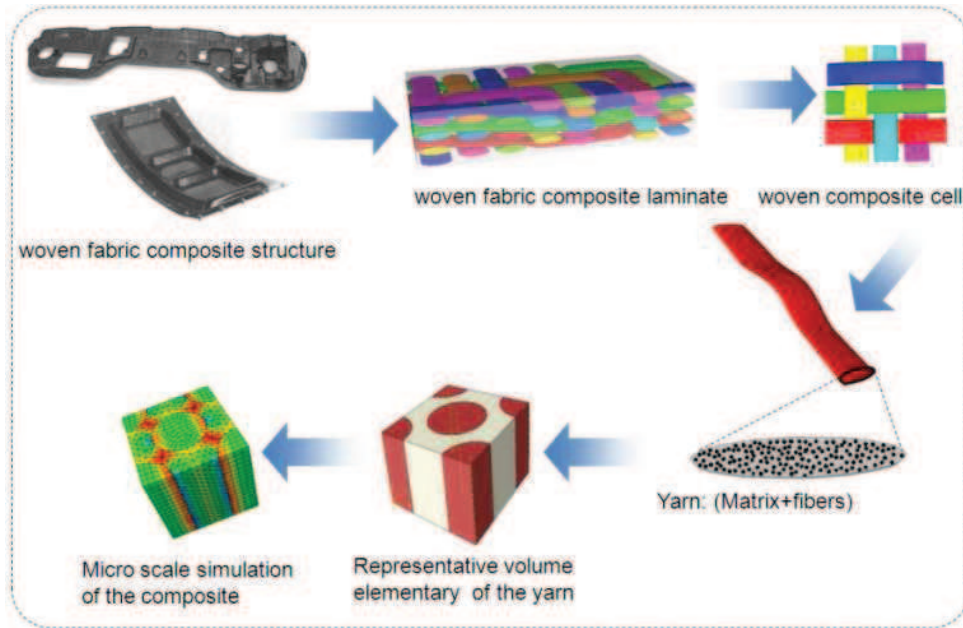 woven fabric composite laminate
woven composite cell
woven fabric composite structure
Yarn: (Matrix+fibers)
Micro scale simulation
of the composite
Representative volume
elementary of the yarn